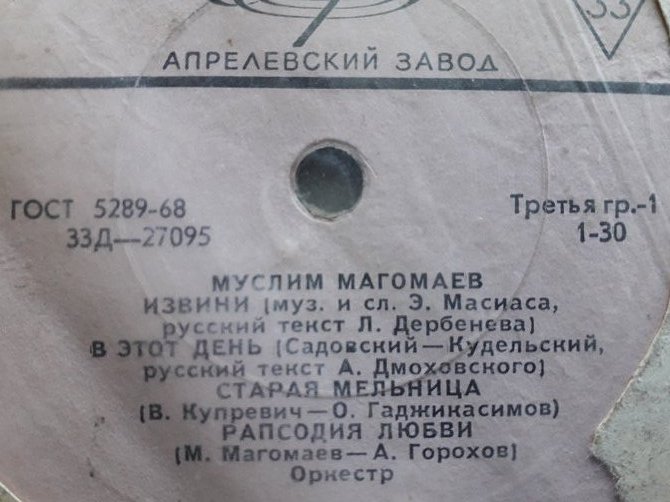 33
АПРЕЛЕВСКИЙ ЗАВОД
ГОСТ 5289-68
33Д—27095
Третья гр.-1
1-30
МУСЛИМ МАГОМАЕВ
ИЗВИНИ (муз. и сл. Э. Масиаса,
русский текст Л. Дербенева)
В ЭТОТ ДЕНЬ (Садовский—Кудельский,
русский текст А. Дмоховского)
СТАРАЯ МЕЛЬНИЦА
(В. Купревич—О. Гаджикасимов)
РАПСОДИЯ ЛЮБВИ
(М. Магомаев—А. Горохов)
Оркестр